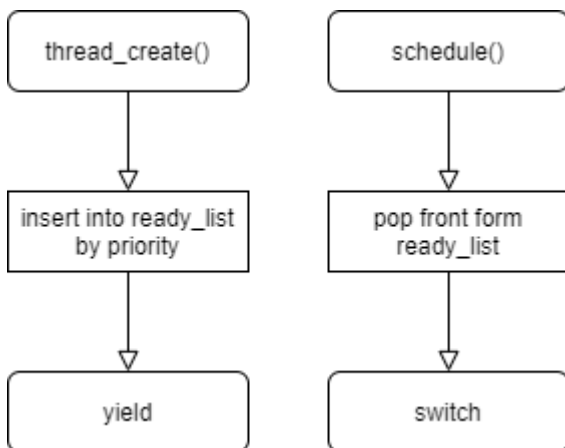 thread_create()
insert into ready_list
by priority
yield
schedule()
pop front form
ready_list
switch